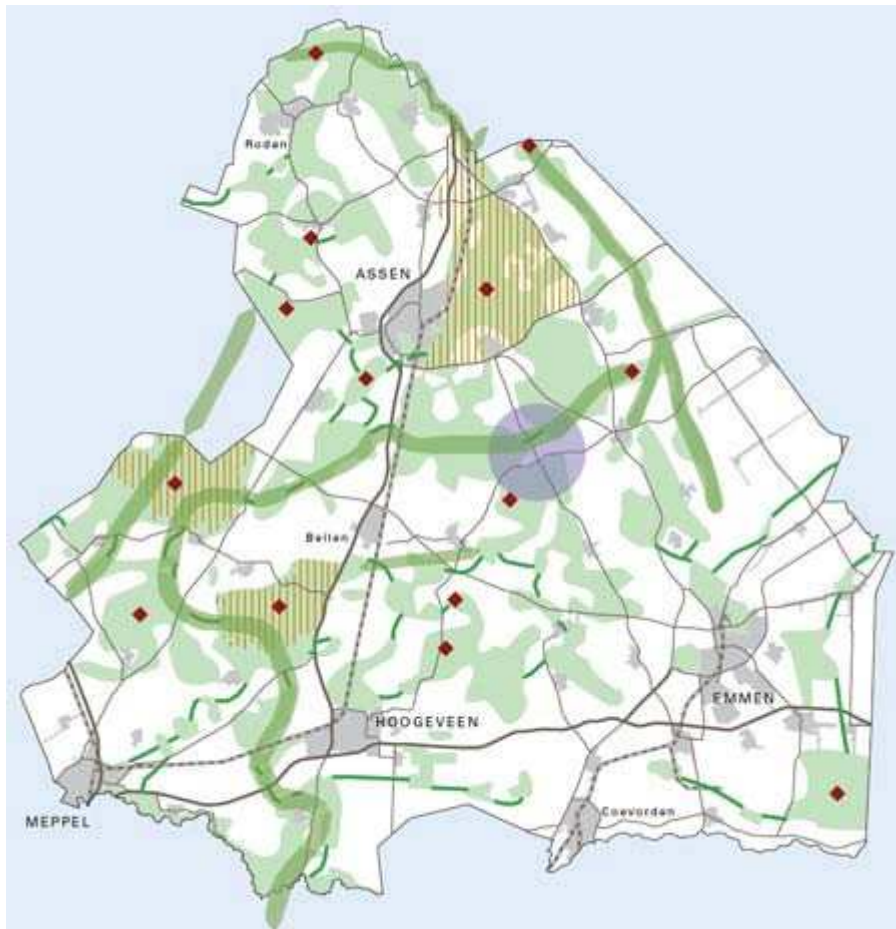 Roden
ASSEN
Beilen
HOOGEVEEN
EMMEN
Coevorden
MEPPEL